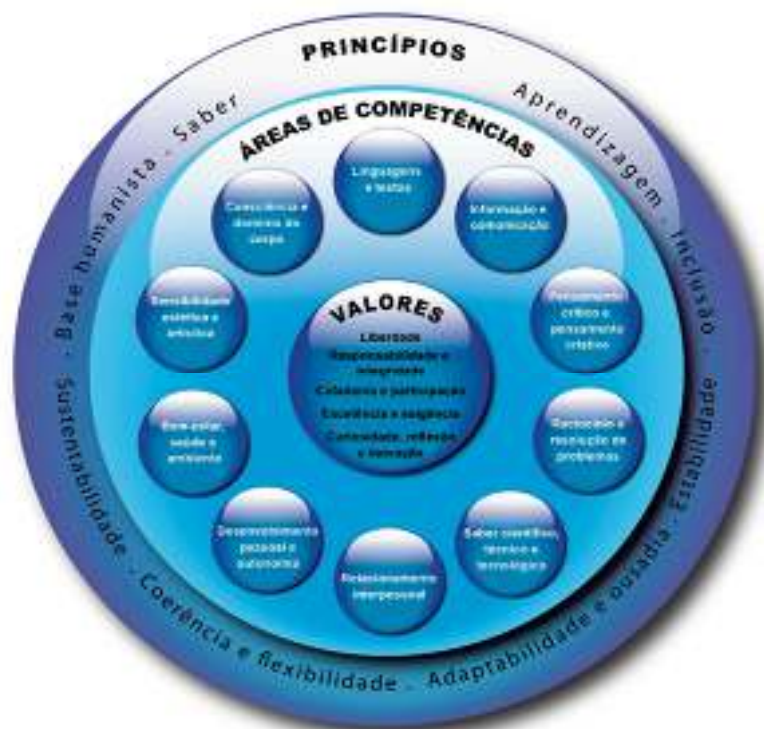 PRINCÍPIOS
Base humanista - Saber
Aprendizagem - Inclusão -
Estabilidade
Adaptabilidade e ousadia -
Coerência e flexibilidade .
Sustentabilidade .
ÁREAS DE COMPETÊNCIAS
Linguagens
e textos
Informação e
comunicação
Pensamento
crítico e
pensamento
criativo
Raciocínio e
resolução de
problemas
Saber científico,
técnico e
tecnológico
Relacionamento
interpessoal
Desenvolvimento
pessoal e
autonomia
Bem-estar,
saúde e
ambiente
Sensibilidade
estética e
artística
Consciência e
domínio do
corpo
VALORES
Liberdade
Responsabilidade e
integridade
Cidadania e participação
Excelência e exigência
Curiosidade, reflexão
e inovação